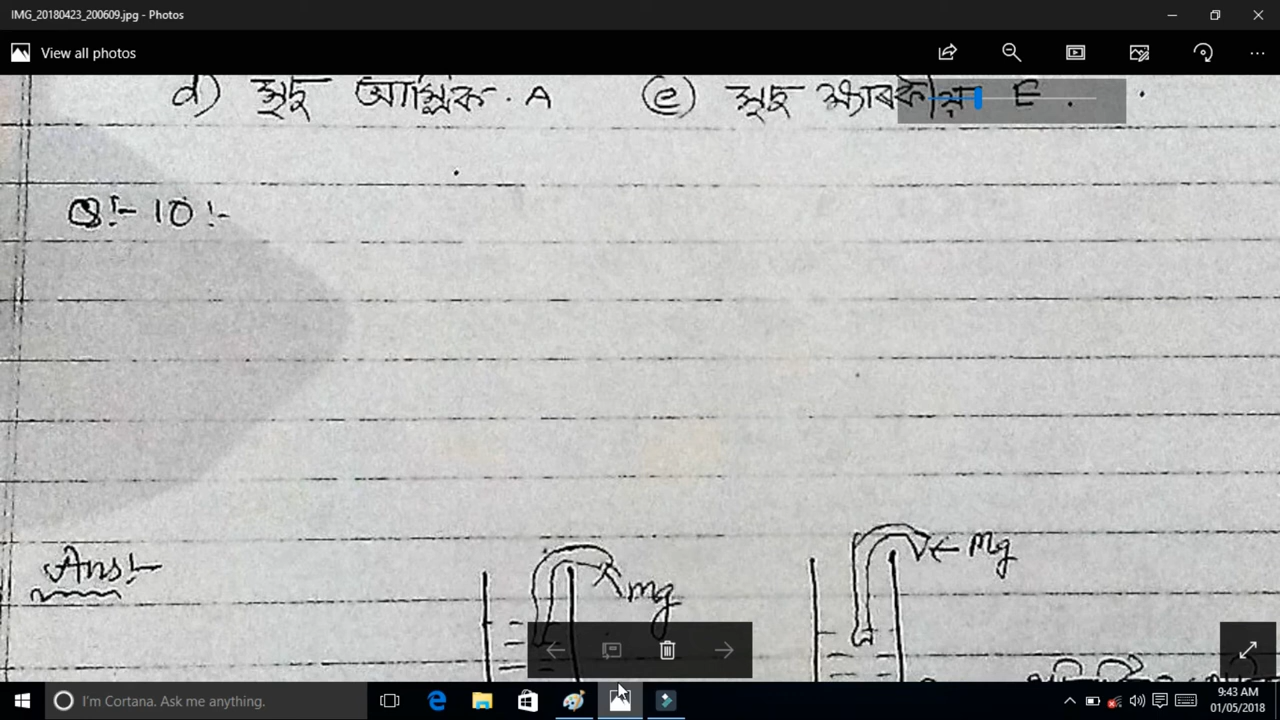 IMG_20180423_200609.jpg - Photos
View all photos
d) মৃদু আম্লিক . A (e) মৃদু ক্ষাৰকীয় E .
Q:- 10 :-
Ans:-
mg
← Mg
I'm Cortana. Ask me anything.
9:43 AM
01/05/2018